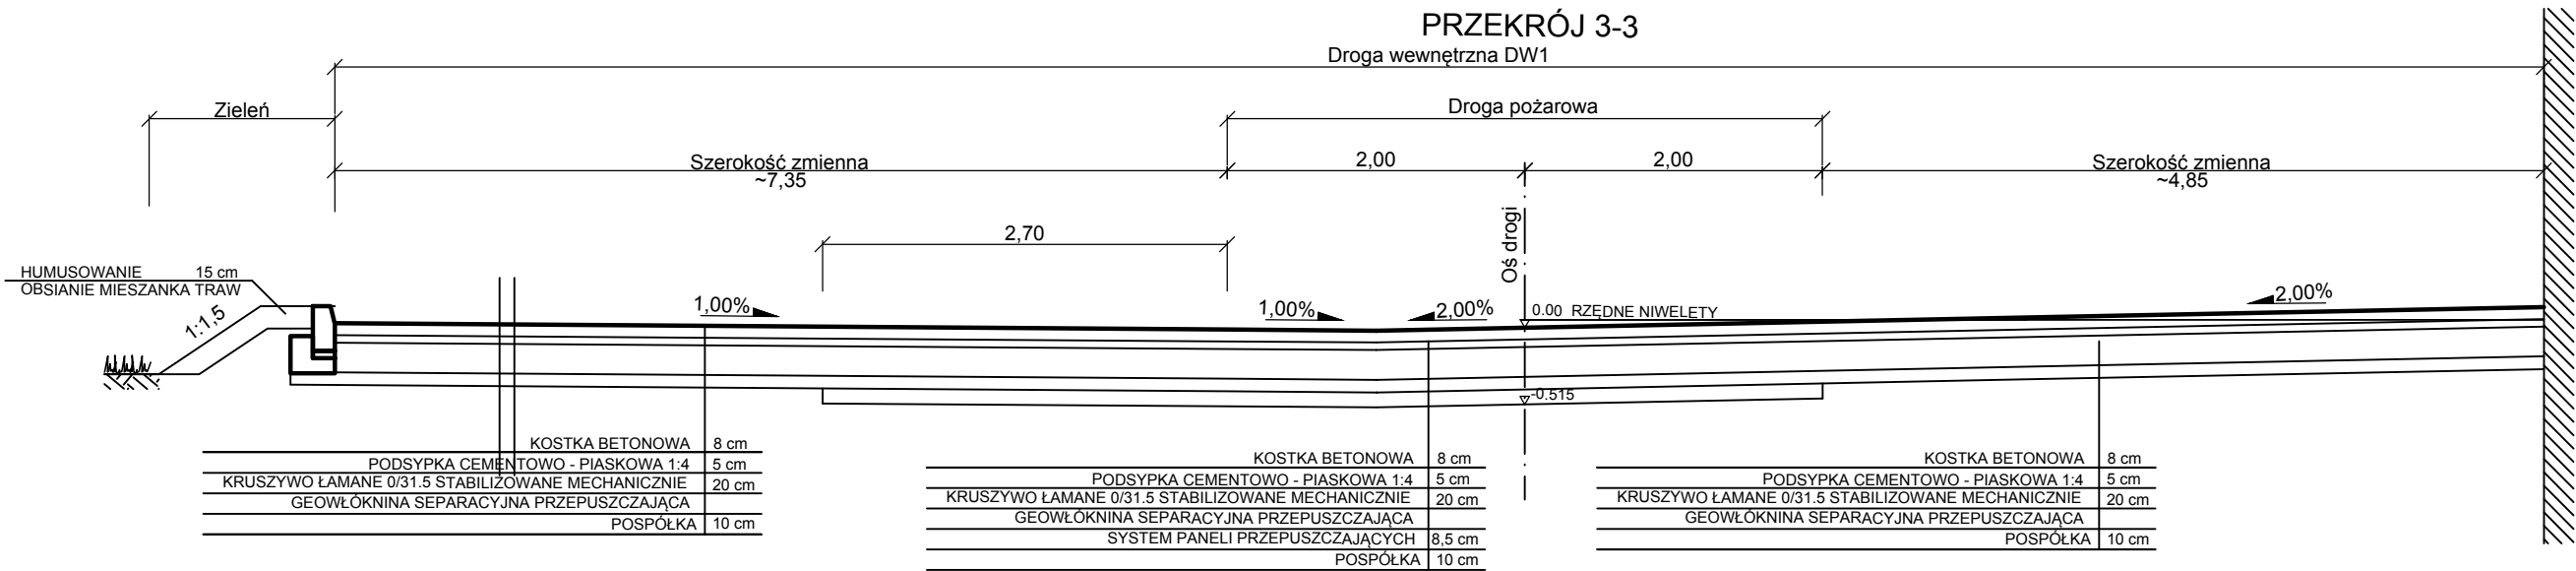 PRZEKRÓJ 3-3
Droga wewnętrzna DW1
Zieleń
Droga pożarowa
Szerokość zmienna
~7,35
2,00
2,00
Szerokość zmienna
~4,85
2,70
Oś drogi
HUMUSOWANIE 15 cm
OBSIANIE MIESZANKA TRAW
1:1,5
1,00%
1,00%
2,00%
0.00 RZĘDNE NIWELETY
2,00%
-0.515
KOSTKA BETONOWA 8 cm
PODSYPKA CEMENTOWO - PIASKOWA 1:4 5 cm
KRUSZYWO ŁAMANE 0/31.5 STABILIZOWANE MECHANICZNIE 20 cm
GEOWŁÓKNINA SEPARACYJNA PRZEPUSZCZAJĄCA
POSPÓŁKA 10 cm
KOSTKA BETONOWA 8 cm
PODSYPKA CEMENTOWO - PIASKOWA 1:4 5 cm
KRUSZYWO ŁAMANE 0/31.5 STABILIZOWANE MECHANICZNIE 20 cm
GEOWŁÓKNINA SEPARACYJNA PRZEPUSZCZAJĄCA
SYSTEM PANELI PRZEPUSZCZAJĄCYCH 8,5 cm
POSPÓŁKA 10 cm
KOSTKA BETONOWA 8 cm
PODSYPKA CEMENTOWO - PIASKOWA 1:4 5 cm
KRUSZYWO ŁAMANE 0/31.5 STABILIZOWANE MECHANICZNIE 20 cm
GEOWŁÓKNINA SEPARACYJNA PRZEPUSZCZAJĄCA
POSPÓŁKA 10 cm